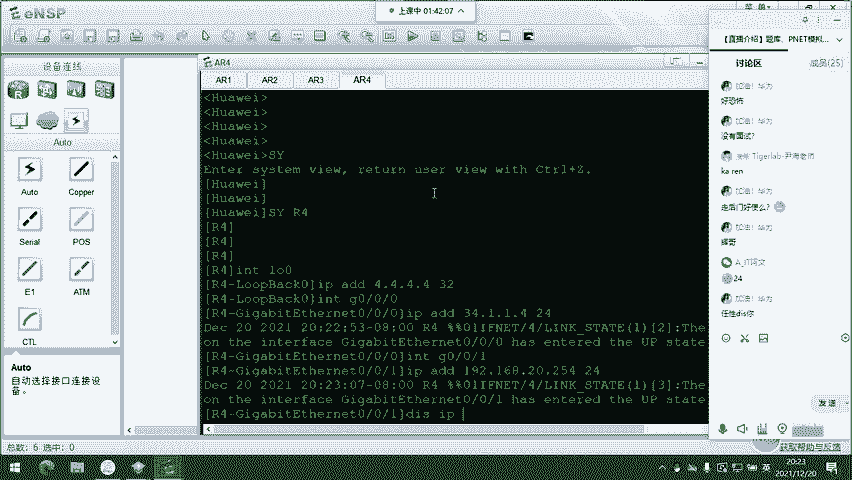 eNSP
上课中 01:42:07
菜 单
设备连线
AR4
AR1 AR2 AR3 AR4
Auto
Auto Copper
Serial POS
E1 ATM
CTL
Auto
自动选择接口连接设
备。
<Huawei>
<Huawei>
<Huawei>
<Huawei>
<Huawei>SY
Enter system view, return user view with Ctrl+Z.
[Huawei]
[Huawei]
[Huawei]SY R4
[R4]
[R4]
[R4]
[R4]int lo0
[R4-LoopBack0]ip add 4.4.4.4 32
[R4-LoopBack0]int g0/0/0
[R4-GigabitEthernet0/0/0]ip add 34.1.1.4 24
Dec 20 2021 20:22:53-08:00 R4 %%01IFNET/4/LINK_STATE(l)[2]:The
on the interface GigabitEthernet0/0/0 has entered the UP state
[R4-GigabitEthernet0/0/0]int g0/0/1
[R4-GigabitEthernet0/0/1]ip add 192.168.20.254 24
Dec 20 2021 20:23:07-08:00 R4 %%01IFNET/4/LINK_STATE(l)[3]:The
on the interface GigabitEthernet0/0/1 has entered the UP state
[R4-GigabitEthernet0/0/1]dis ip
【直播介绍】题库、PNET模拟...
讨论区 成员(25)
加油！华为
好恐怖
加油！华为
没有面试?
Tigerlab-尹海老师
ka ren
加油！华为
走后门好使么?
加油！华为
辉哥
24
加油！华为
任性dis你
发送
总数: 6 选中: 0
获取帮助与反馈
英
20:23
2021/12/20